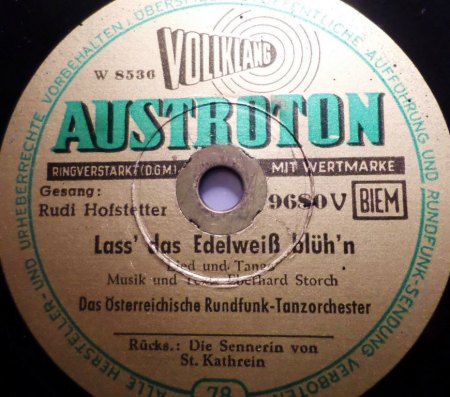 ALLE HERSTELLER- UND URHEBERRECHTE VORBEHALTEN, ÖFFENTLICHE AUFFÜHRUNG UND RUNDFUNK-SENDUNG VERBOTEN
VOLLKLANG
W 8536
AUSTROTON
RINGVERSTÄRKT (D.G.M.) MIT WERTMARKE
Gesang:
Rudi Hofstetter
9680 V BIEM
Lass' das Edelweiß blüh'n
Lied und Tango
Musik und Text: Eberhard Storch
Das Österreichische Rundfunk-Tanzorchester
Rücks.: Die Sennerin von
St. Kathrein
78